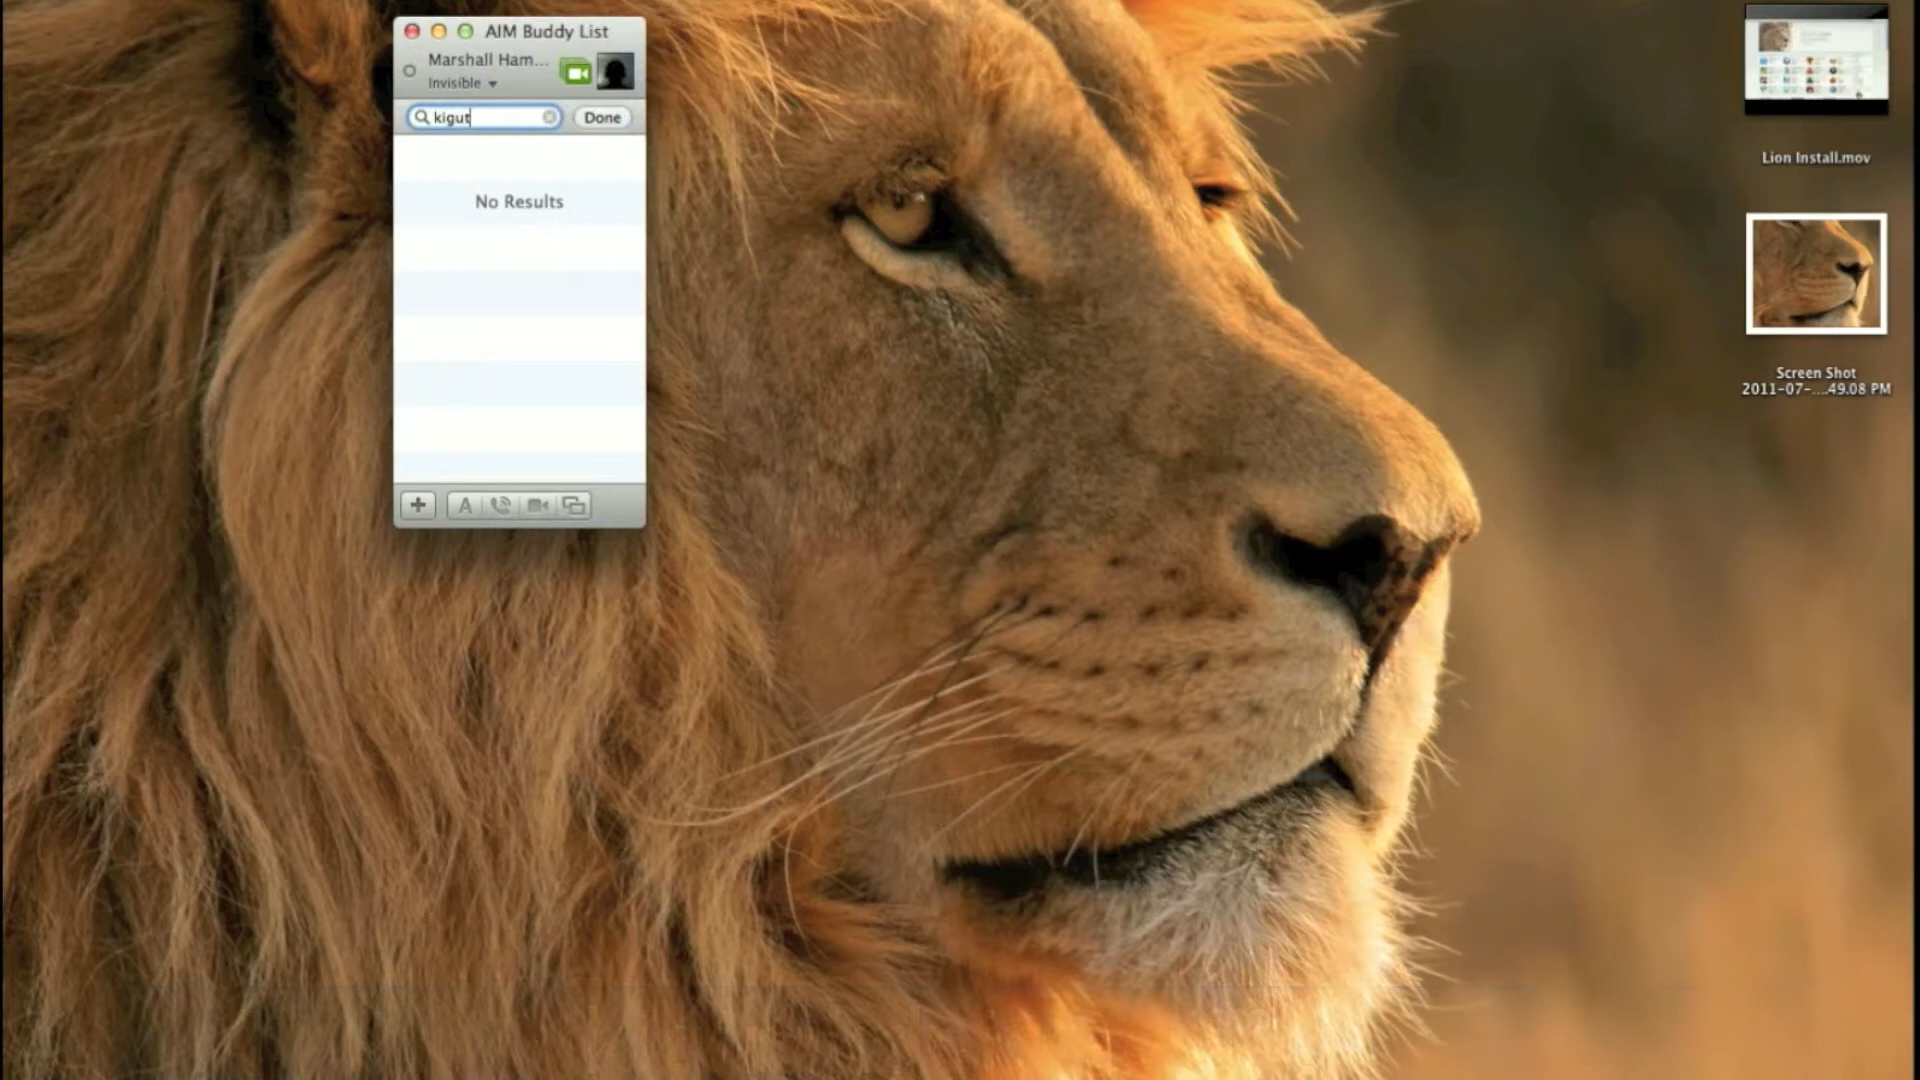 AIM Buddy List
Marshall Ham...
Invisible
kigut
Done
No Results
A
Lion Install.mov
Screen Shot
2011-07-....49.08 PM